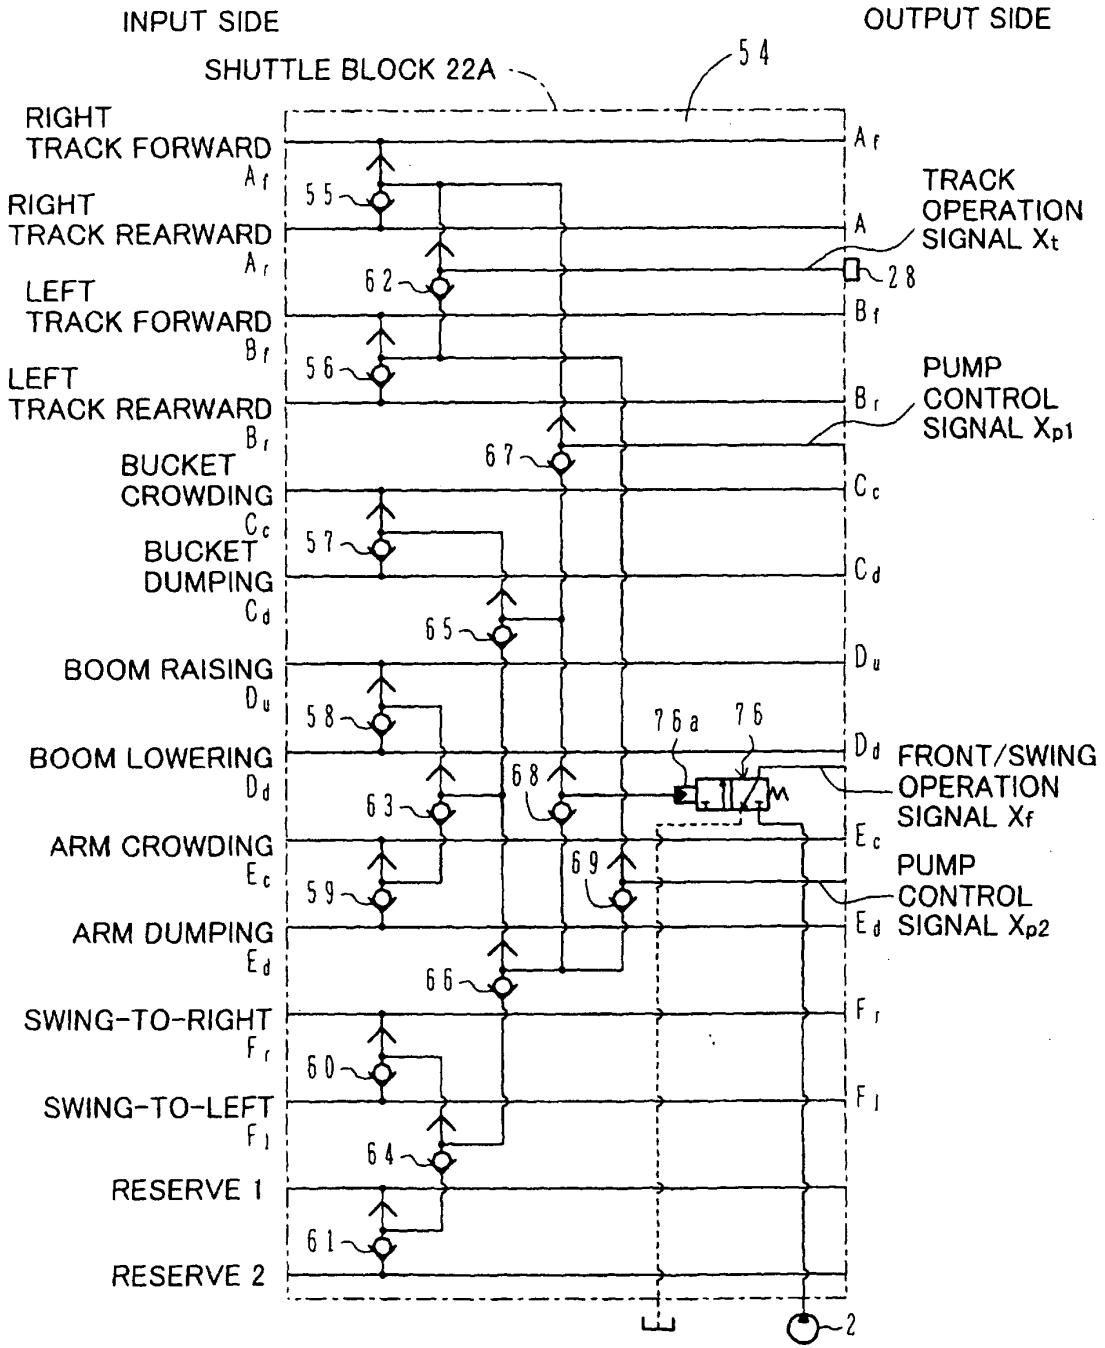 INPUT SIDE
OUTPUT SIDE
54
SHUTTLE BLOCK 22A
RIGHT
TRACK FORWARD
Af
Af
55
RIGHT
TRACK REARWARD
Ar
A
TRACK
OPERATION
SIGNAL Xt
62
28
LEFT
TRACK FORWARD
Bf
Bf
56
LEFT
TRACK REARWARD
Br
Br
PUMP
CONTROL
SIGNAL Xp1
67
BUCKET
CROWDING
Cc
Cc
57
BUCKET
DUMPING
Cd
Cd
65
BOOM RAISING
Du
Du
58
76a
76
BOOM LOWERING
Dd
Dd
FRONT/SWING
OPERATION
SIGNAL Xf
63
68
ARM CROWDING
Ec
Ec
59
69
PUMP
CONTROL
SIGNAL Xp2
ARM DUMPING
Ed
Ed
66
SWING-TO-RIGHT
Fr
Fr
60
SWING-TO-LEFT
Fl
Fl
64
RESERVE 1
61
RESERVE 2
2